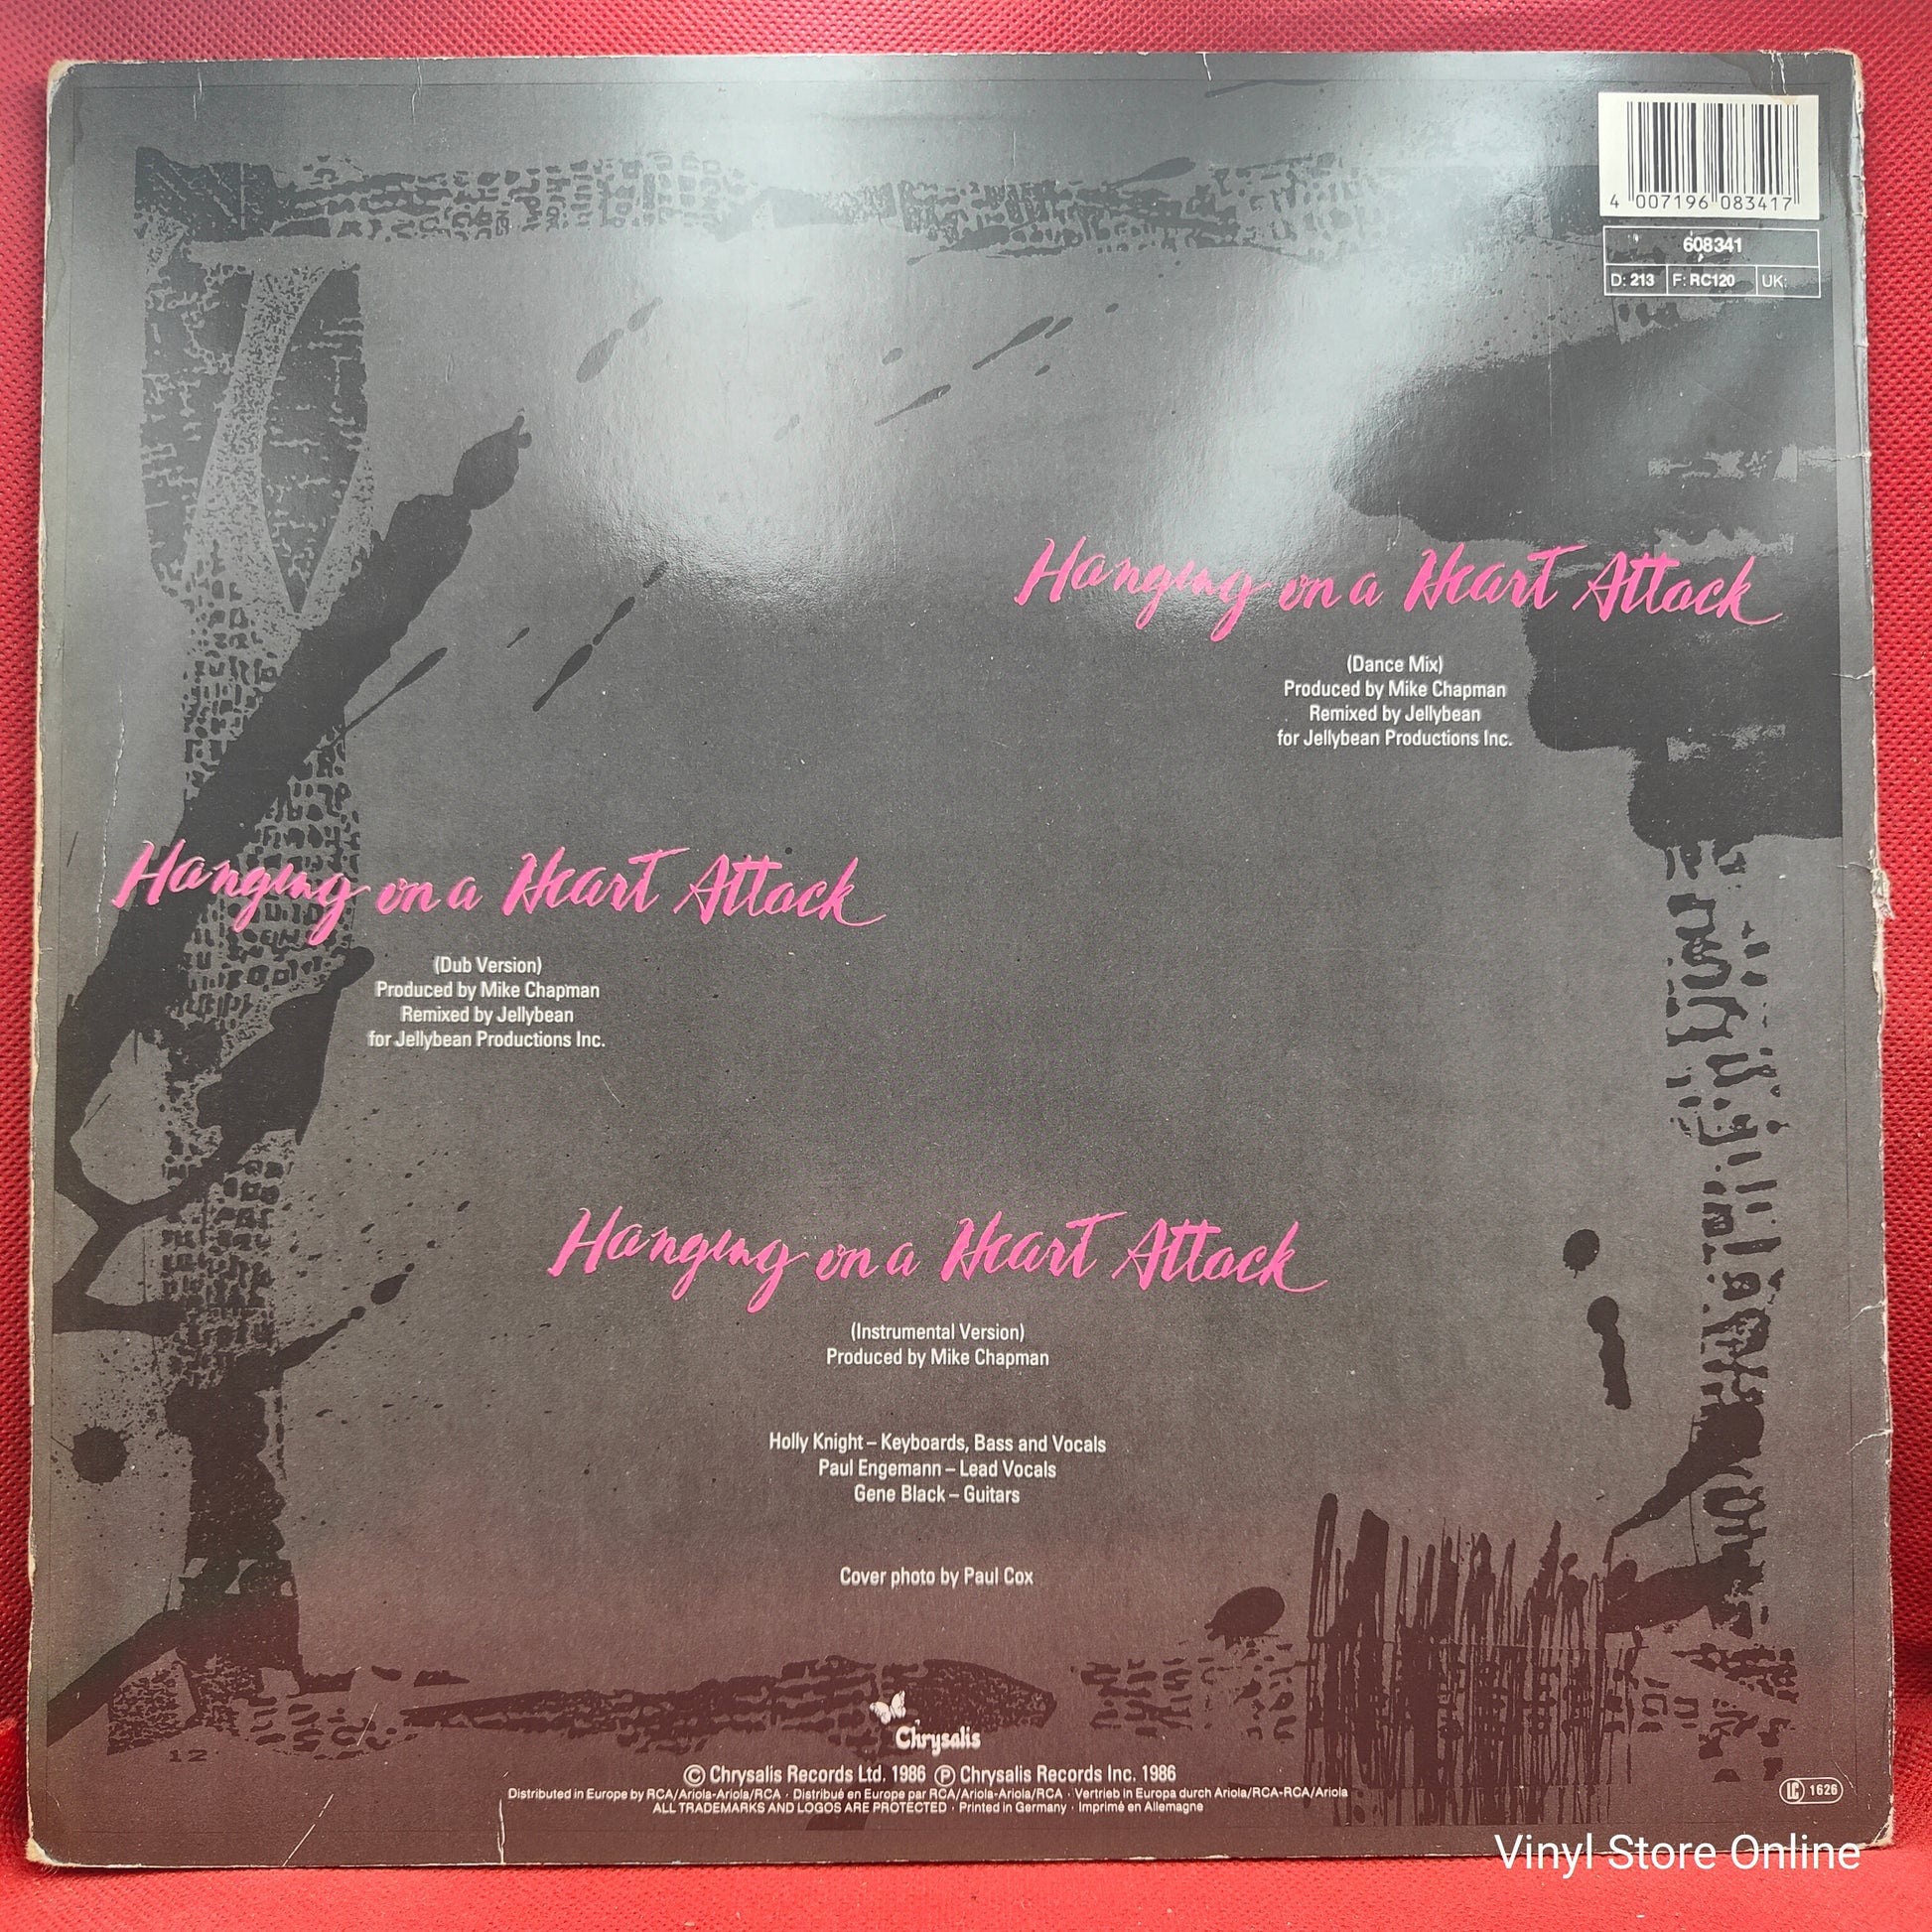 4 007196 083417
608341
D: 213 F: RC120 UK:
Hanging on a Heart Attack
(Dance Mix)
Produced by Mike Chapman
Remixed by Jellybean
for Jellybean Productions Inc.
Hanging on a Heart Attack
(Dub Version)
Produced by Mike Chapman
Remixed by Jellybean
for Jellybean Productions Inc.
Hanging on a Heart Attack
(Instrumental Version)
Produced by Mike Chapman
Holly Knight – Keyboards, Bass and Vocals
Paul Engemann – Lead Vocals
Gene Black – Guitars
Cover photo by Paul Cox
12
Chrysalis
© Chrysalis Records Ltd. 1986 ℗ Chrysalis Records Inc. 1986
Distributed in Europe by RCA/Ariola-Ariola/RCA · Distribué en Europe par RCA/Ariola-Ariola/RCA · Vertrieb in Europa durch Ariola/RCA-RCA/Ariola
ALL TRADEMARKS AND LOGOS ARE PROTECTED · Printed in Germany · Imprimé en Allemagne
LC 1626
Vinyl Store Online